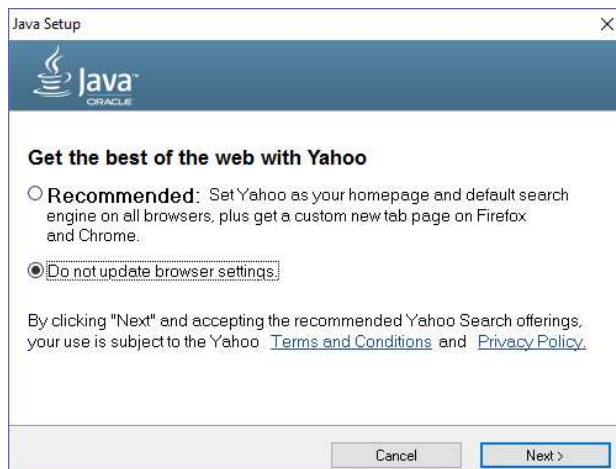 Java Setup
Java™
ORACLE
Get the best of the web with Yahoo
Recommended: Set Yahoo as your homepage and default search
engine on all browsers, plus get a custom new tab page on Firefox
and Chrome.
Do not update browser settings.
By clicking "Next" and accepting the recommended Yahoo Search offerings,
your use is subject to the Yahoo Terms and Conditions and Privacy Policy.
Cancel Next >